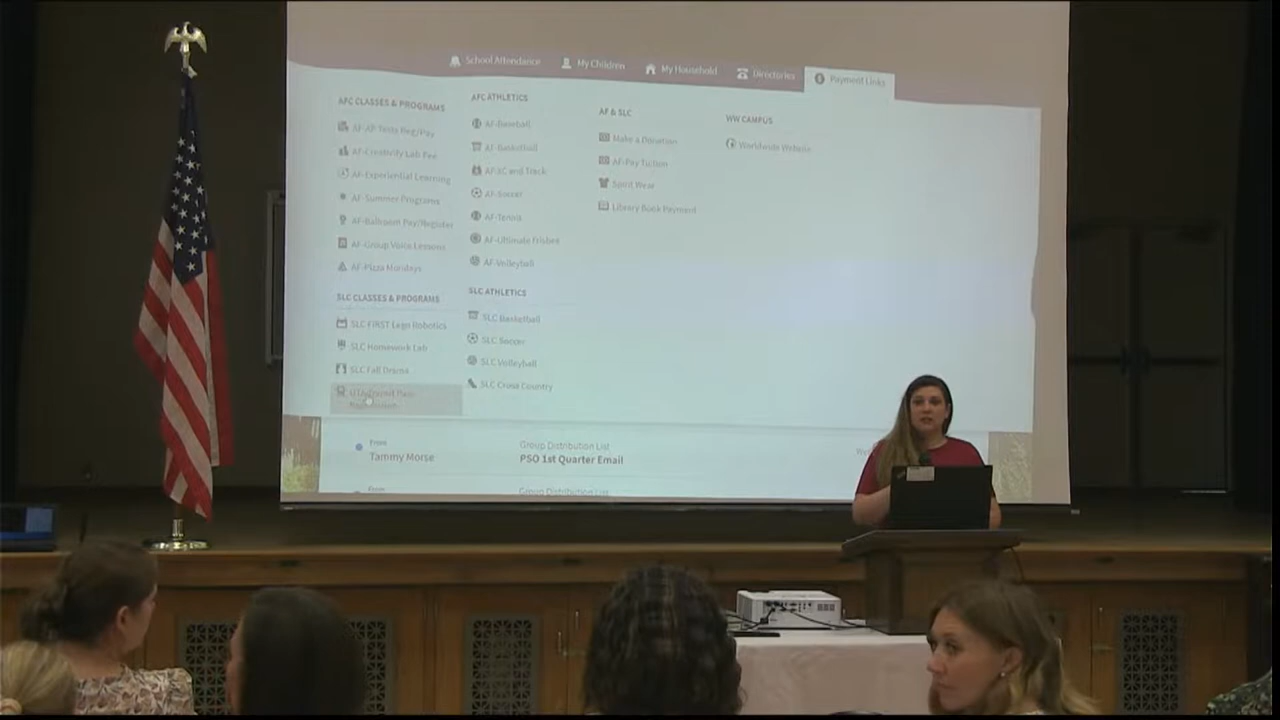 School Attendance
My Children
My Household
Directories
Payment Links
AFC CLASSES & PROGRAMS
AF-AP Tests Reg/Pay
AF-Creativity Lab Fee
AF-Experiential Learning
AF-Summer Programs
AF-Ballroom Pay/Register
AF-Group Voice Lessons
AF-Pizza Mondays
SLC CLASSES & PROGRAMS
SLC FIRST Lego Robotics
SLC Homework Lab
SLC Fall Drama
AFC ATHLETICS
AF-Baseball
AF-Basketball
AF-XC and Track
AF-Soccer
AF-Tennis
AF-Ultimate Frisbee
AF-Volleyball
SLC ATHLETICS
SLC Basketball
SLC Soccer
SLC Volleyball
SLC Cross Country
AF & SLC
Make a Donation
AF-Pay Tuition
Spirit Wear
Library Book Payment
WW CAMPUS
Worldwide Website
From
Tammy Morse
Group Distribution List
PSO 1st Quarter Email
From
Group Distribution List